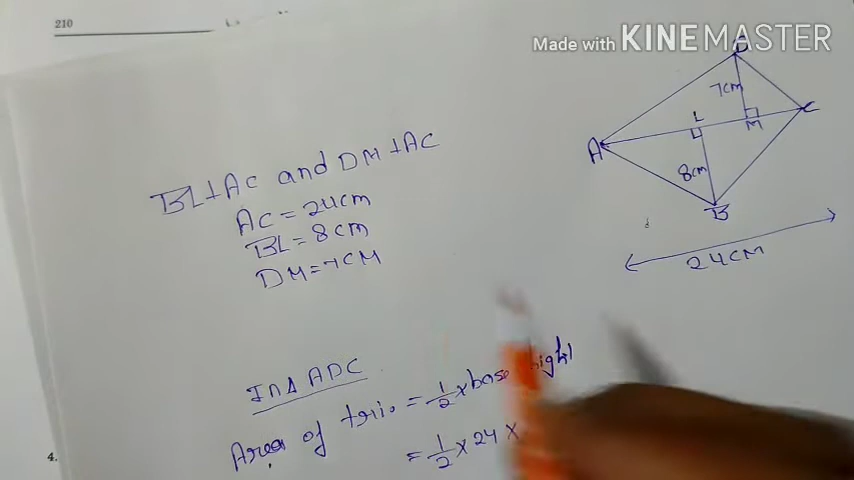 210
Made with KINEMASTER
D
7cm
C
L
M
A
8cm
B
24cm
BL⊥AC and DM⊥AC
AC = 24cm
BL = 8cm
DM = 7cm
In Δ ADC
Area of tri. = 1/2 × base
= 1/2 × 24 ×
4.